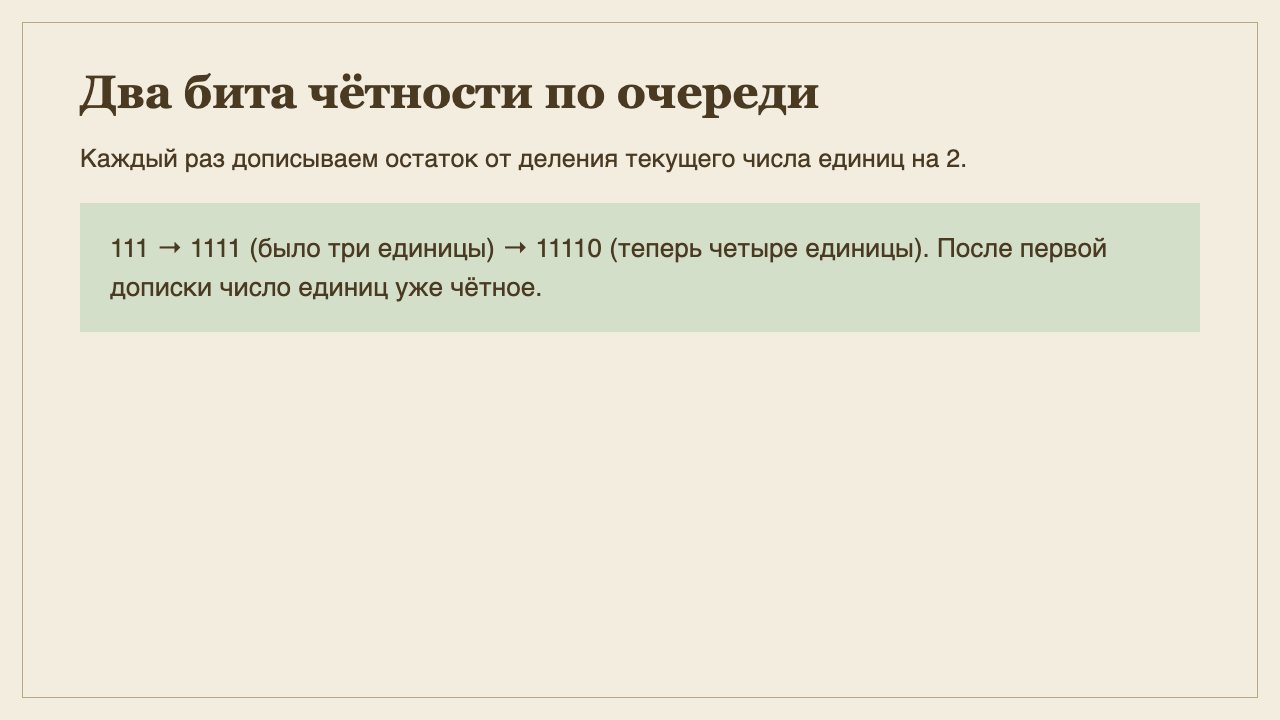 Два бита чётности по очереди
Каждый раз дописываем остаток от деления текущего числа единиц на 2.
111 → 1111 (было три единицы) → 11110 (теперь четыре единицы). После первой
дописки число единиц уже чётное.